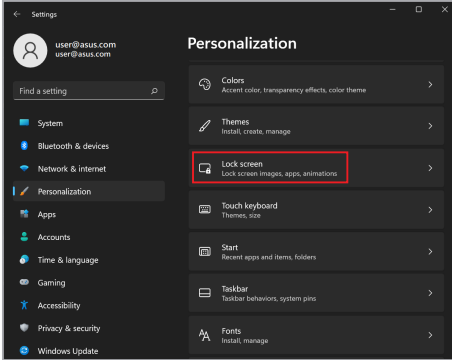 Settings
user@asus.com
user@asus.com
Find a setting
System
Bluetooth & devices
Network & internet
Personalization
Apps
Accounts
Time & language
Gaming
Accessibility
Privacy & security
Windows Update
Personalization
Colors
Accent color, transparency effects, color theme
Themes
Install, create, manage
Lock screen
Lock screen images, apps, animations
Touch keyboard
Themes, size
Start
Recent apps and items, folders
Taskbar
Taskbar behaviors, system pins
Fonts
Install, manage